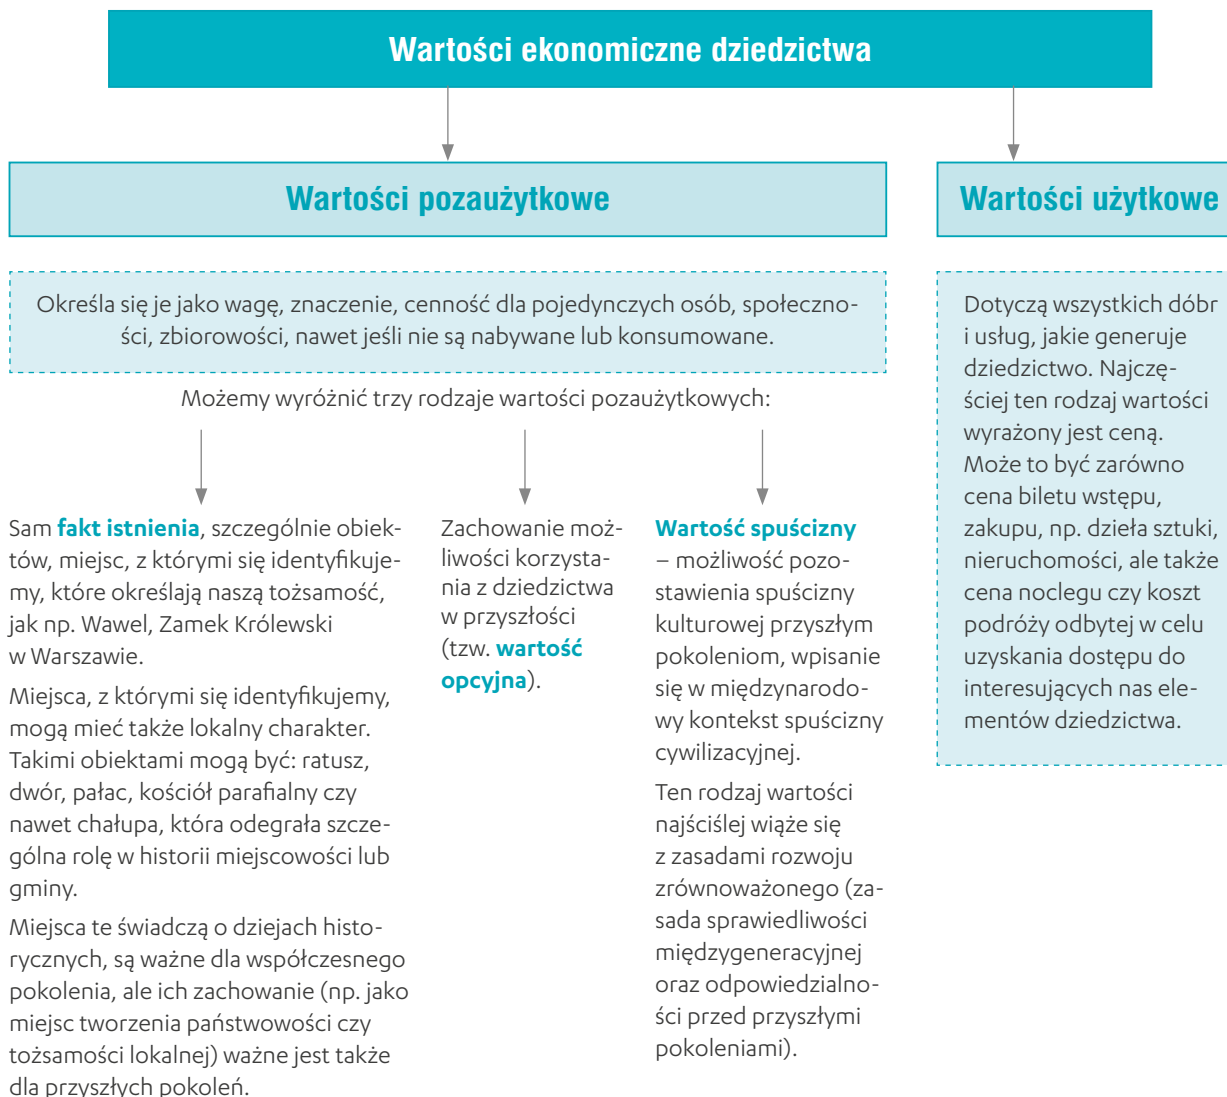 Wartości ekonomiczne dziedzictwa
Wartości pozaużytkowe
Określa się je jako wagę, znaczenie, cenność dla pojedynczych osób, społeczno-
ści, zbiorowości, nawet jeśli nie są nabywane lub konsumowane.
Możemy wyróżnić trzy rodzaje wartości pozaużytkowych:
Sam fakt istnienia, szczególnie obiek-
tów, miejsc, z którymi się identyfikuje-
my, które określają naszą tożsamość,
jak np. Wawel, Zamek Królewski
w Warszawie.
Miejsca, z którymi się identyfikujemy,
mogą mieć także lokalny charakter.
Takimi obiektami mogą być: ratusz,
dwór, pałac, kościół parafialny czy
nawet chałupa, która odegrała szcze-
gólna rolę w historii miejscowości lub
gminy.
Miejsca te świadczą o dziejach histo-
rycznych, są ważne dla współczesnego
pokolenia, ale ich zachowanie (np. jako
miejsc tworzenia państwowości czy
tożsamości lokalnej) ważne jest także
dla przyszłych pokoleń.
Zachowanie moż-
liwości korzysta-
nia z dziedzictwa
w przyszłości
(tzw. wartość
opcyjna).
Wartość spuścizny
– możliwość pozo-
stawienia spuścizny
kulturowej przyszłym
pokoleniom, wpisanie
się w międzynarodo-
wy kontekst spuścizny
cywilizacyjnej.
Ten rodzaj wartości
najściślej wiąże się
z zasadami rozwoju
zrównoważonego (za-
sada sprawiedliwości
międzygeneracyjnej
oraz odpowiedzialno-
ści przed przyszłymi
pokoleniami).
Wartości użytkowe
Dotyczą wszystkich dóbr
i usług, jakie generuje
dziedzictwo. Najczę-
ściej ten rodzaj wartości
wyrażony jest ceną.
Może to być zarówno
cena biletu wstępu,
zakupu, np. dzieła sztuki,
nieruchomości, ale także
cena noclegu czy koszt
podróży odbytej w celu
uzyskania dostępu do
interesujących nas ele-
mentów dziedzictwa.